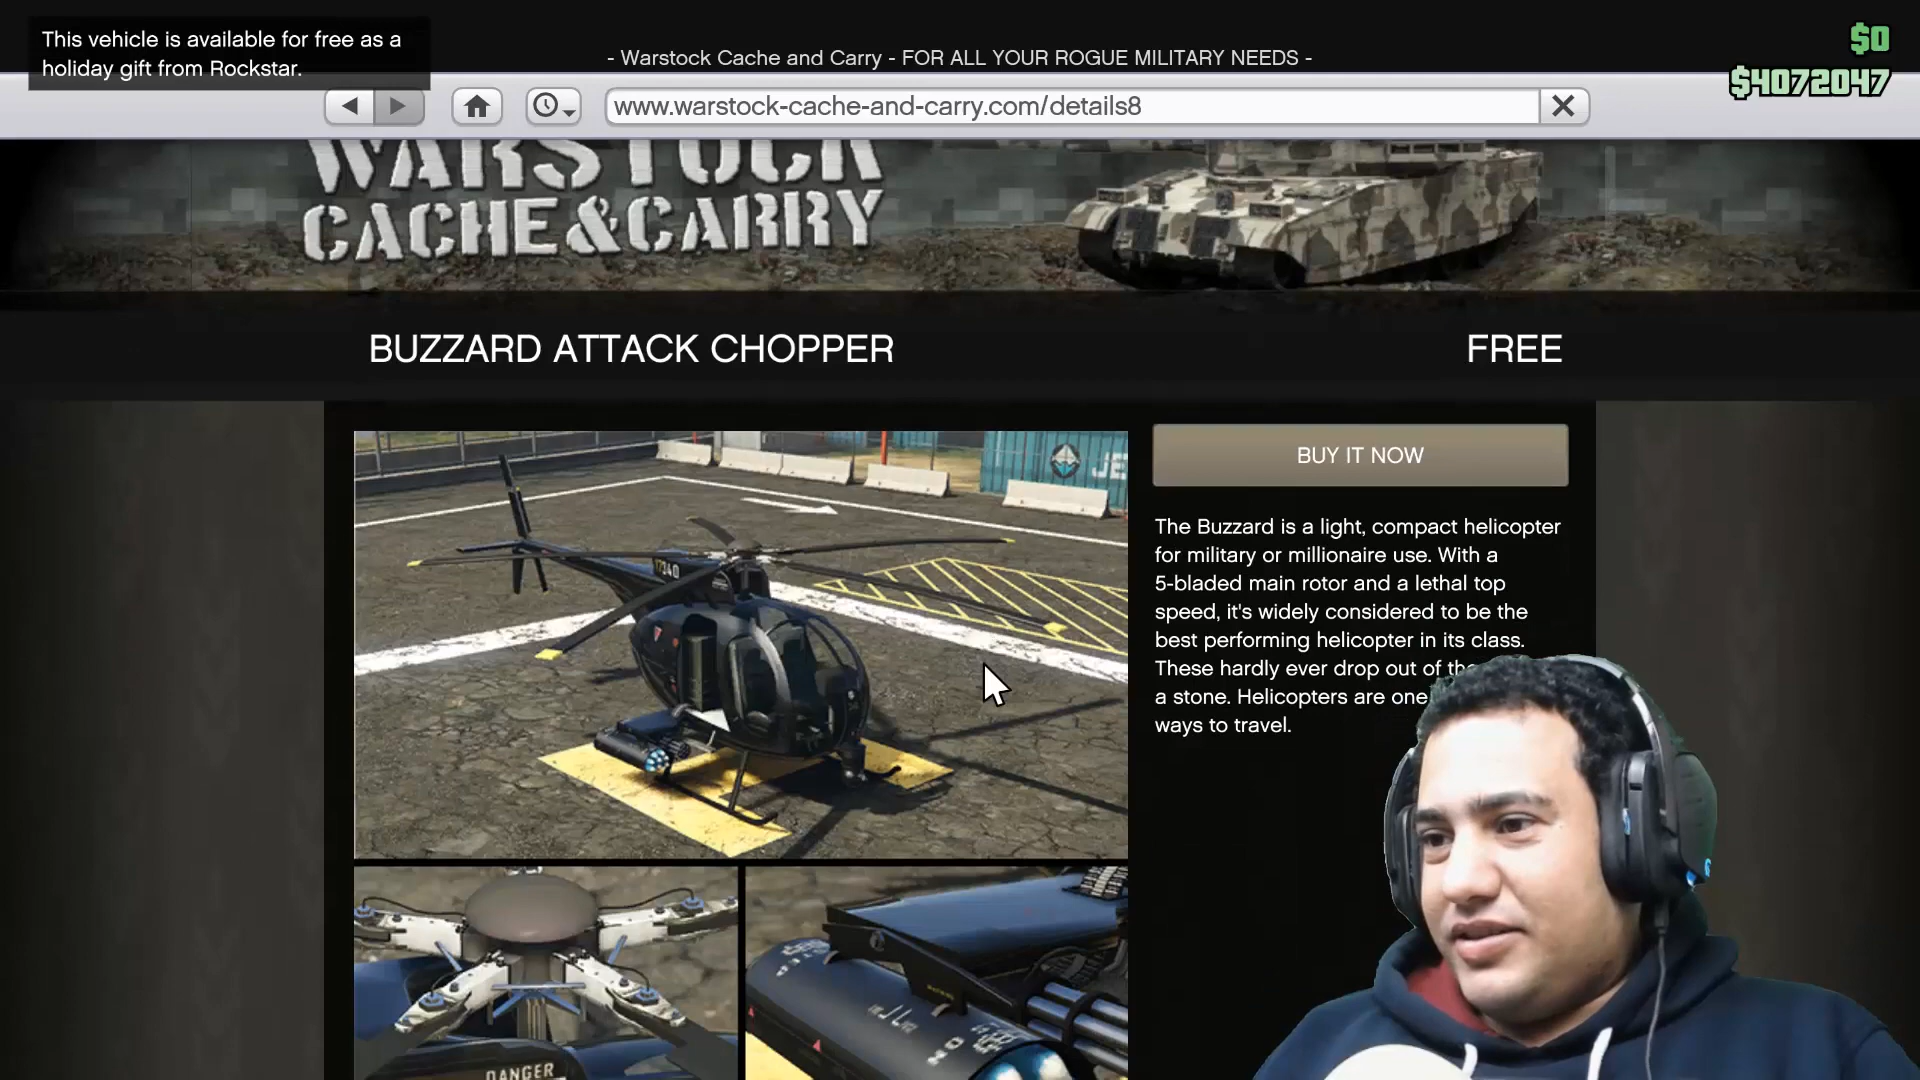 This vehicle is available for free as a
holiday gift from Rockstar.
- Warstock Cache and Carry - FOR ALL YOUR ROGUE MILITARY NEEDS -
$0
$4072047
www.warstock-cache-and-carry.com/details8
WARSTOCK
CACHE&CARRY
BUZZARD ATTACK CHOPPER
FREE
BUY IT NOW
The Buzzard is a light, compact helicopter
for military or millionaire use. With a
5-bladed main rotor and a lethal top
speed, it's widely considered to be the
best performing helicopter in its class.
These hardly ever drop out of
a stone. Helicopters are one
ways to travel.
JE
DANGER